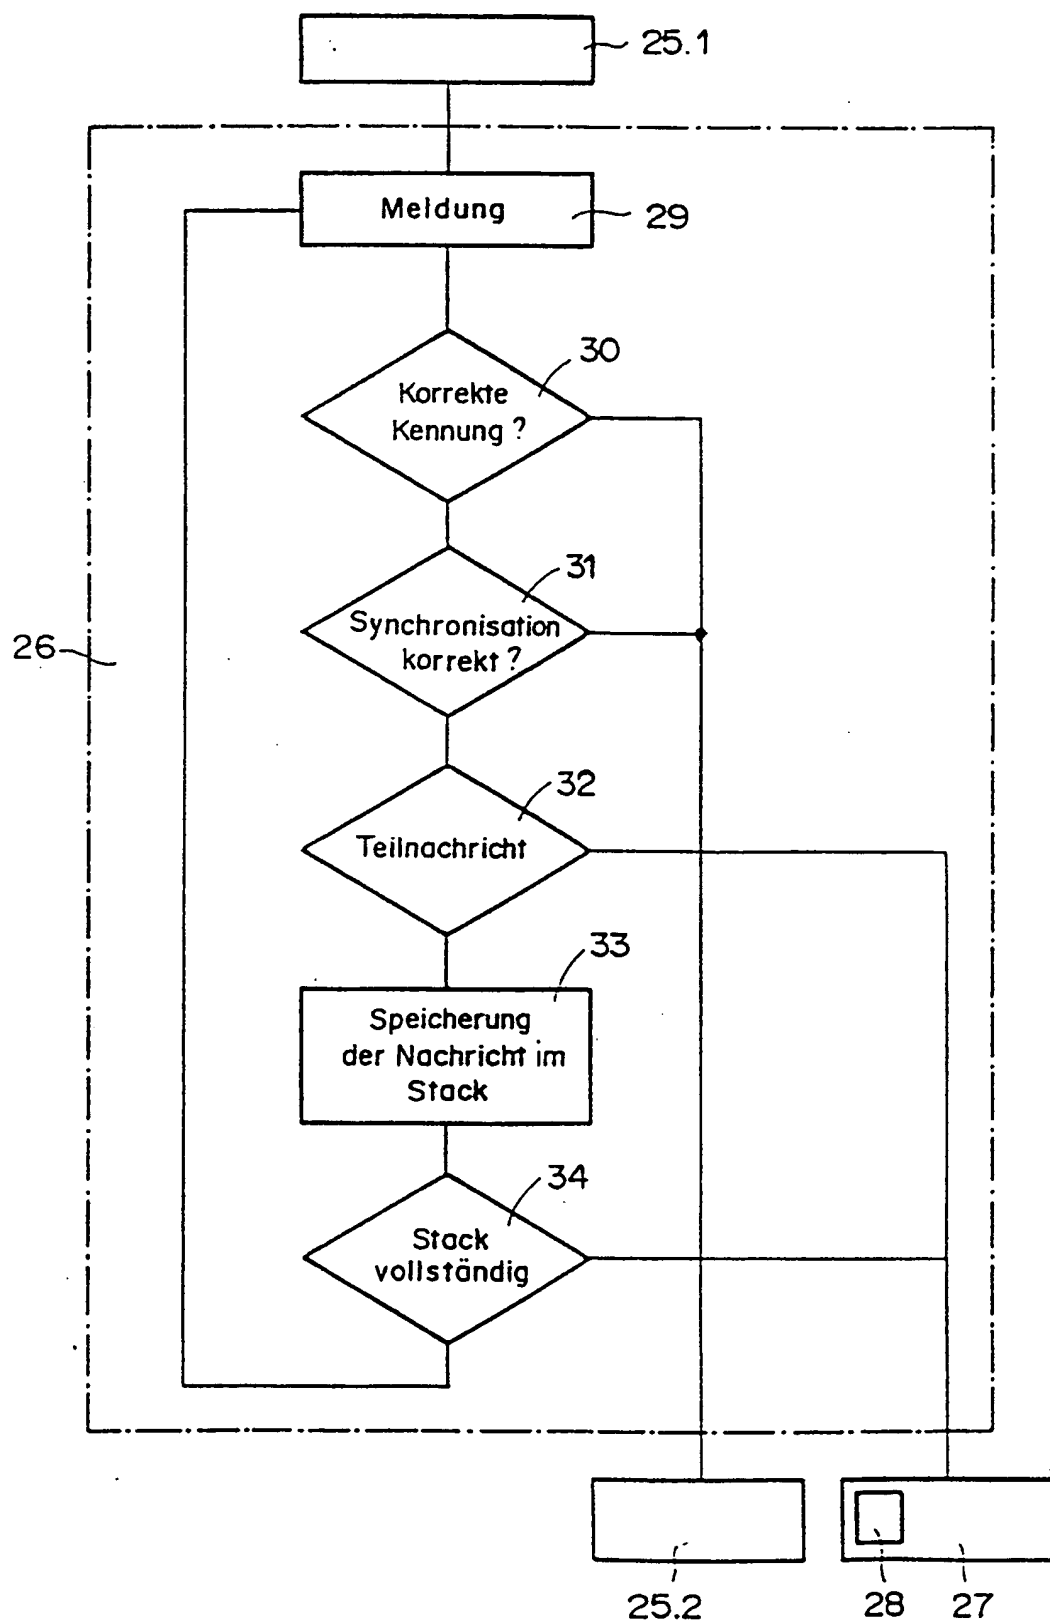 25.1
Meldung
29
30
Korrekte
Kennung ?
31
Synchronisation
korrekt ?
26
32
Teilnachricht
33
Speicherung
der Nachricht im
Stack
34
Stack
vollständig
25.2
28
27